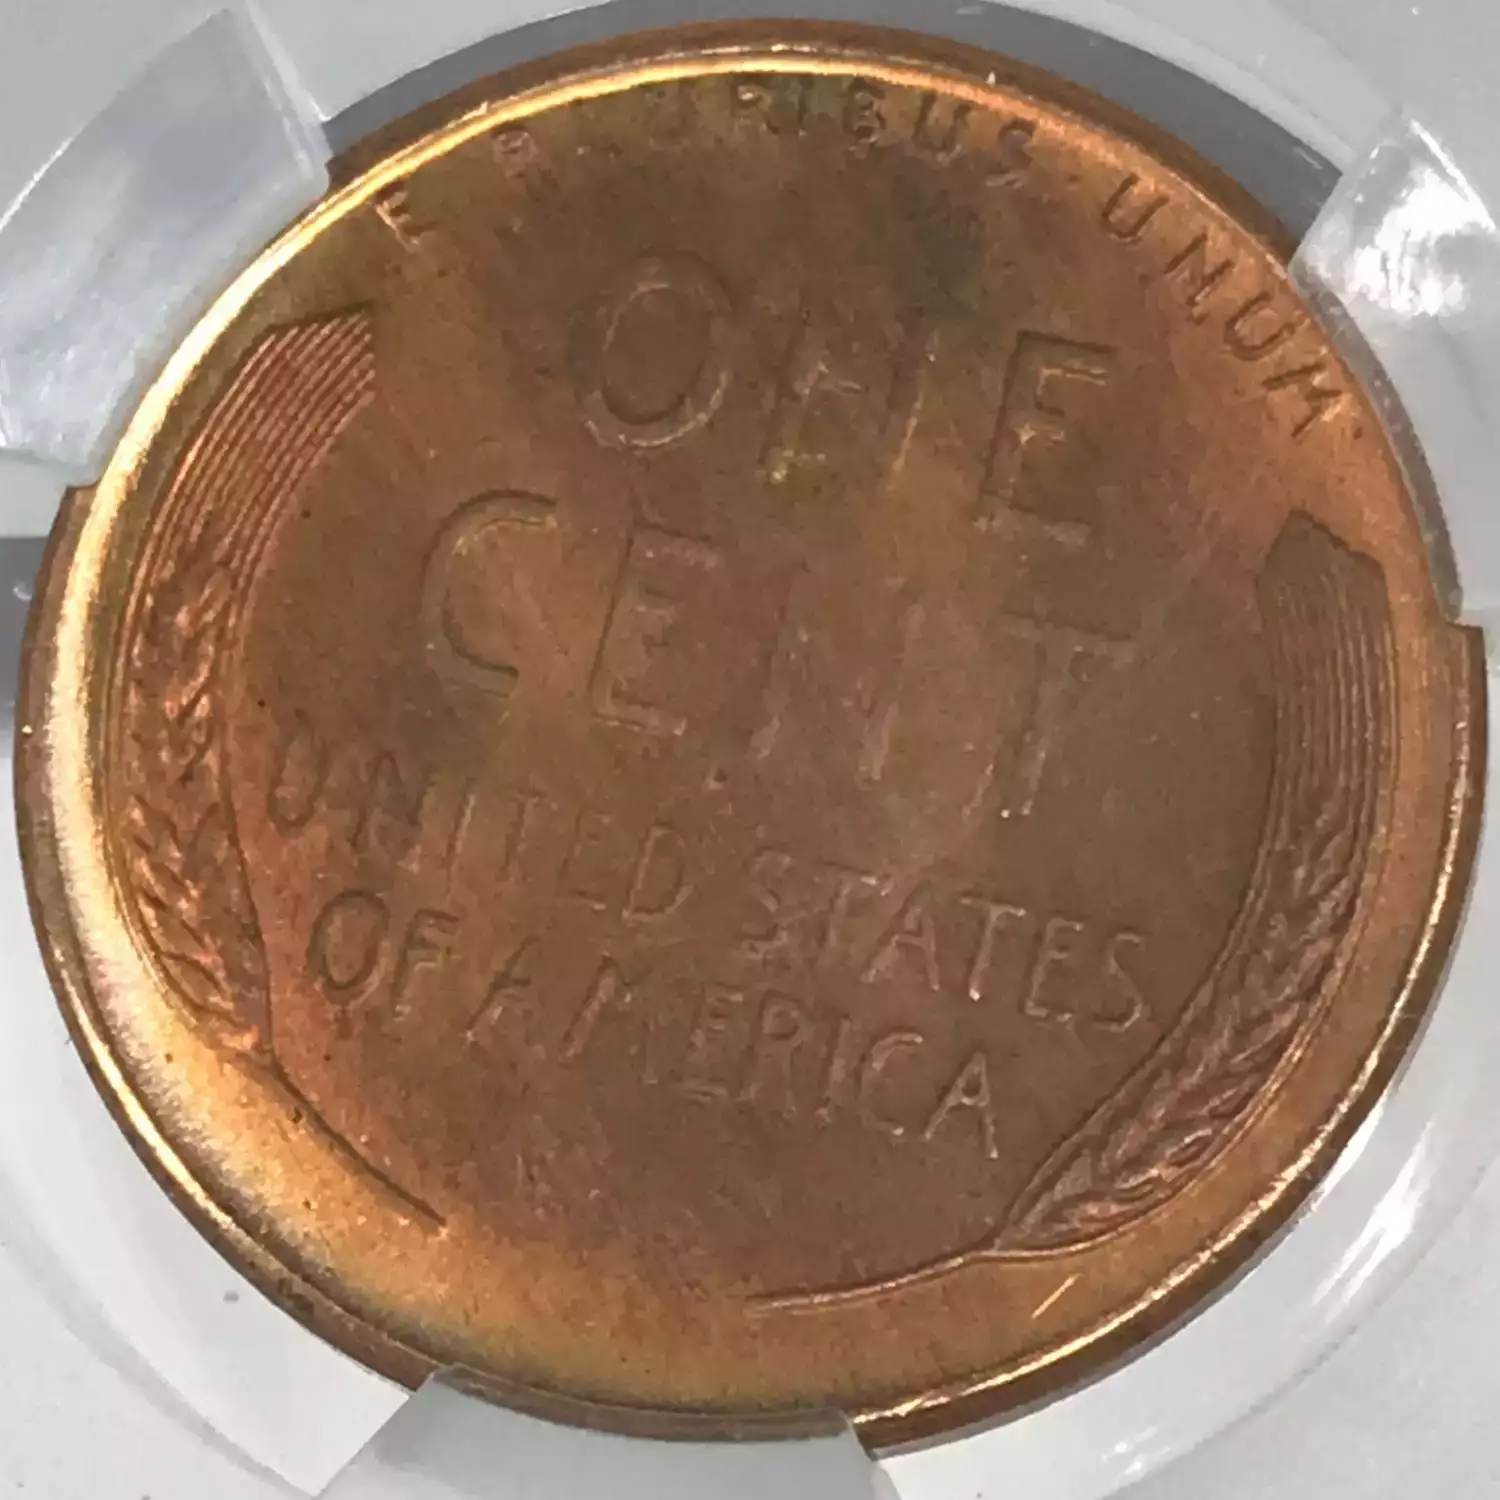 E PLURIBUS·UNUM·
ONE
CENT
UNITED STATES
OF AMERICA